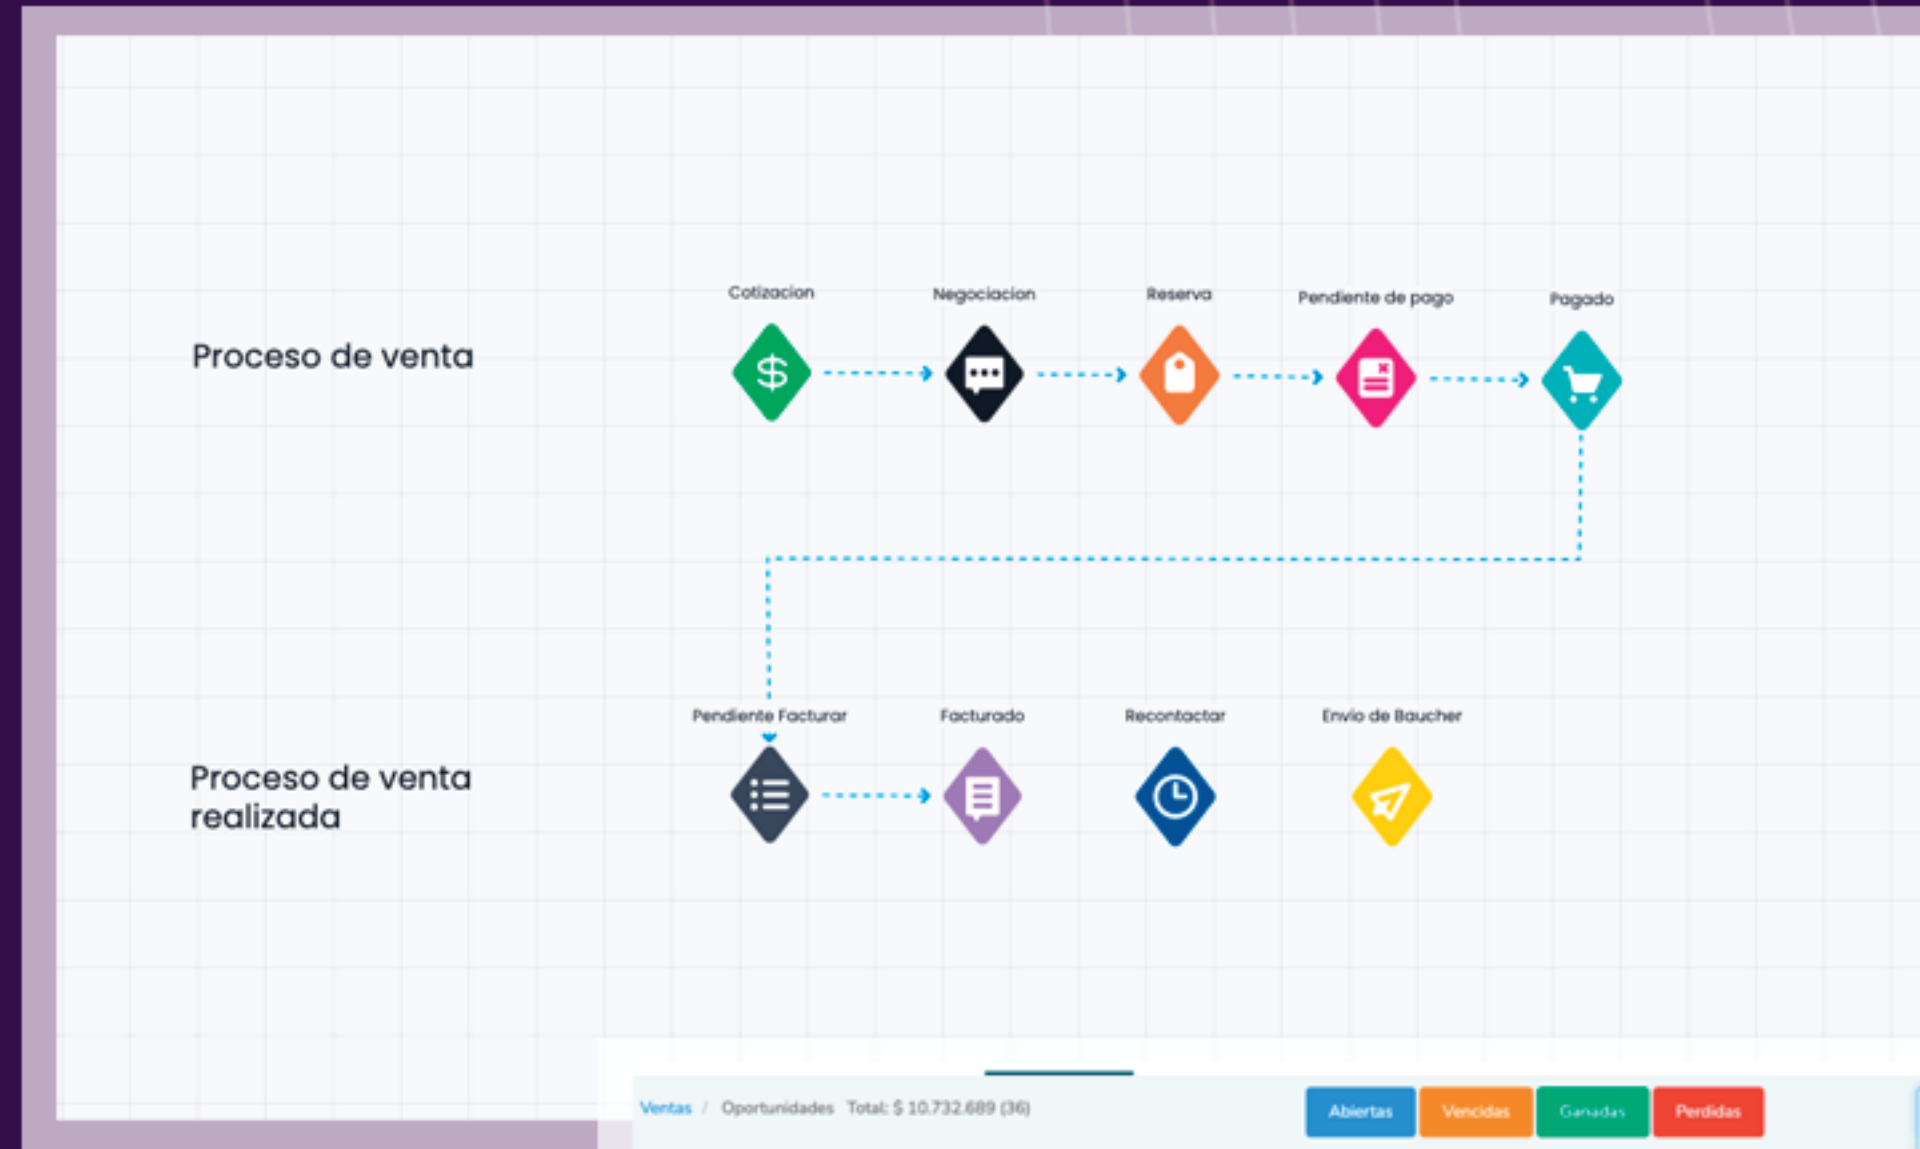 Cotizacion
Negociacion
Reserva
Pendiente de pago
Pagado
Proceso de venta
Pendiente Facturar
Facturado
Recontactar
Envio de Baucher
Proceso de venta
realizada
Ventas / Oportunidades Total: $ 10.732.689 (36)
Abiertas
Vencidas
Ganadas
Perdidas